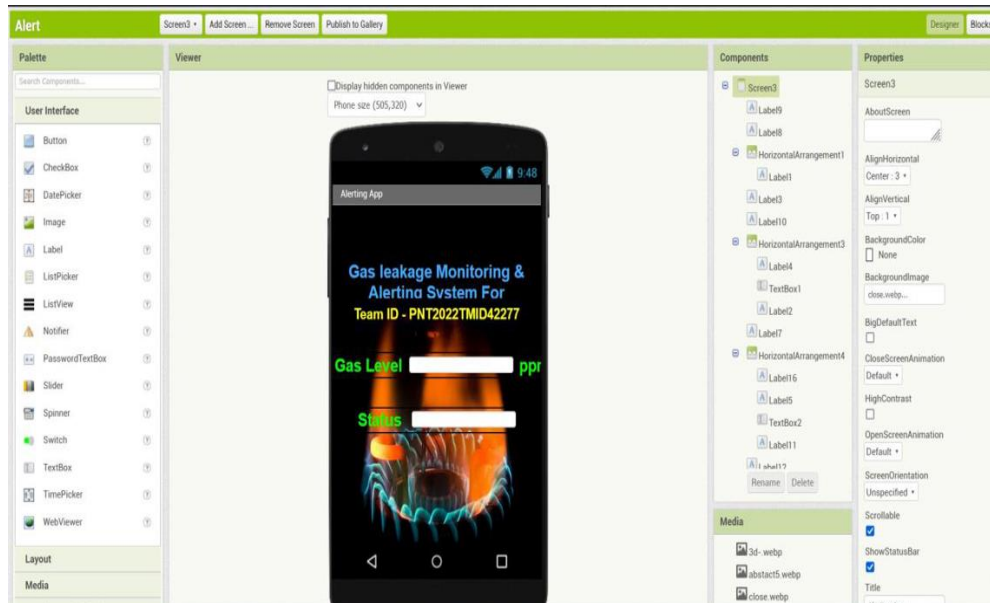 Alert
Screen3
Add Screen ...
Remove Screen
Publish to Gallery
Designer
Blocks
Palette
Search Components...
User Interface
Button
CheckBox
DatePicker
Image
Label
ListPicker
ListView
Notifier
PasswordTextBox
Slider
Spinner
Switch
TextBox
TimePicker
WebViewer
Layout
Media
Viewer
Display hidden components in Viewer
Phone size (505,320)
9:48
Alerting App
Gas leakage Monitoring &
Alerting System For
Team ID - PNT2022TMID42277
Gas Level
ppr
Status
Components
Screen3
Label9
Label8
HorizontalArrangement1
Label1
Label3
Label10
HorizontalArrangement3
Label4
TextBox1
Label2
Label7
HorizontalArrangement4
Label16
Label5
TextBox2
Label11
Label12
Rename
Delete
Media
3d-.webp
abstact5.webp
close.webp
Properties
Screen3
AboutScreen
AlignHorizontal
Center : 3
AlignVertical
Top : 1
BackgroundColor
None
BackgroundImage
close.webp...
BigDefaultText
CloseScreenAnimation
Default
HighContrast
OpenScreenAnimation
Default
ScreenOrientation
Unspecified
Scrollable
ShowStatusBar
Title